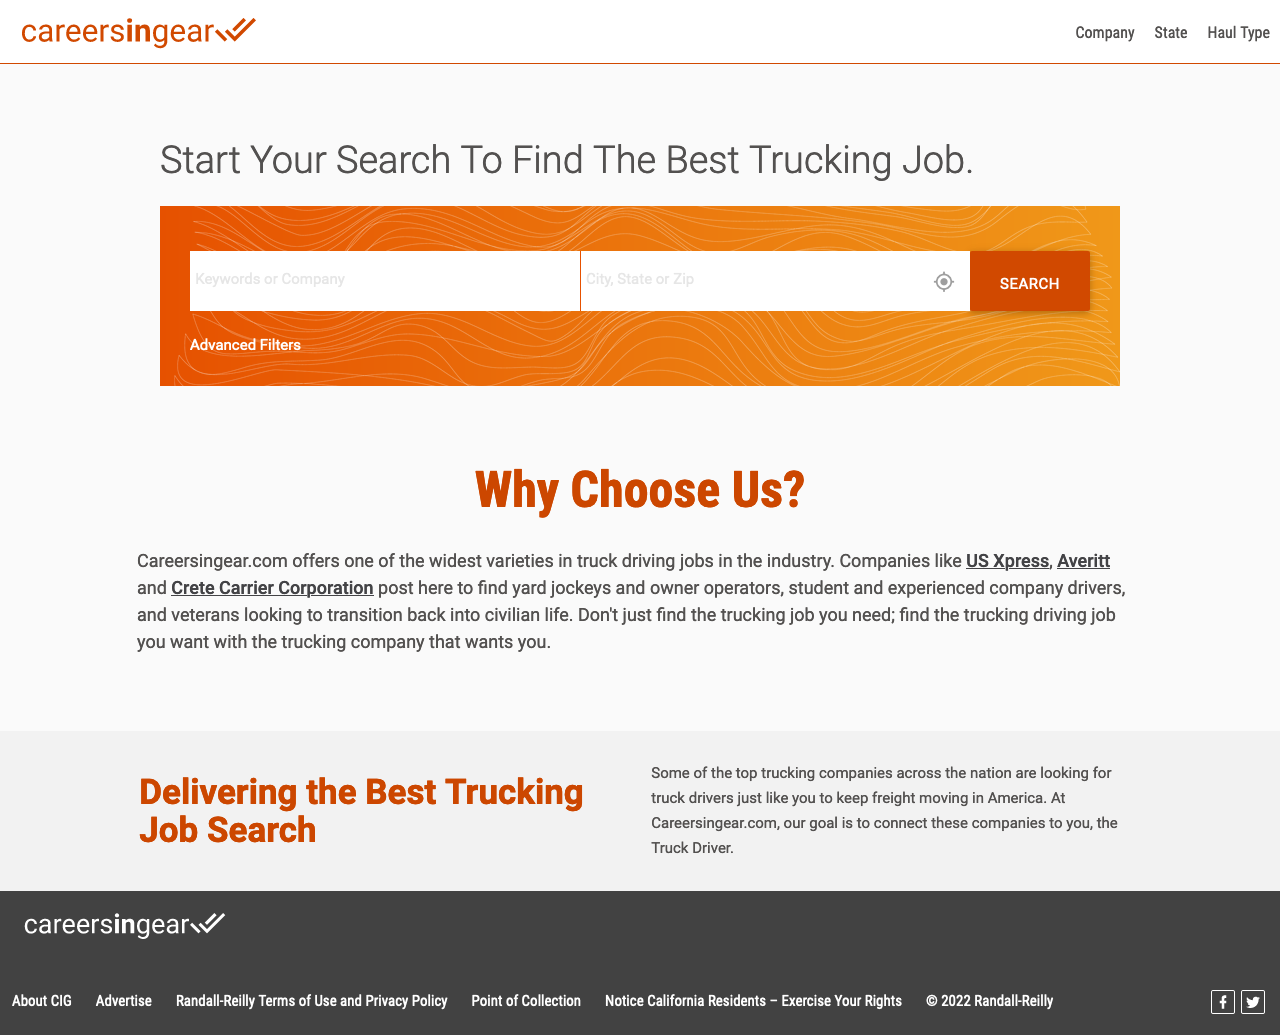 careersingear
Company State Haul Type
Start Your Search To Find The Best Trucking Job.
Keywords or Company
City, State or Zip
SEARCH
Advanced Filters
Why Choose Us?
Careersingear.com offers one of the widest varieties in truck driving jobs in the industry. Companies like US Xpress, Averitt
and Crete Carrier Corporation post here to find yard jockeys and owner operators, student and experienced company drivers,
and veterans looking to transition back into civilian life. Don't just find the trucking job you need; find the trucking driving job
you want with the trucking company that wants you.
Delivering the Best Trucking
Job Search
Some of the top trucking companies across the nation are looking for
truck drivers just like you to keep freight moving in America. At
Careersingear.com, our goal is to connect these companies to you, the
Truck Driver.
careersingear
About CIG Advertise Randall-Reilly Terms of Use and Privacy Policy Point of Collection Notice California Residents – Exercise Your Rights © 2022 Randall-Reilly